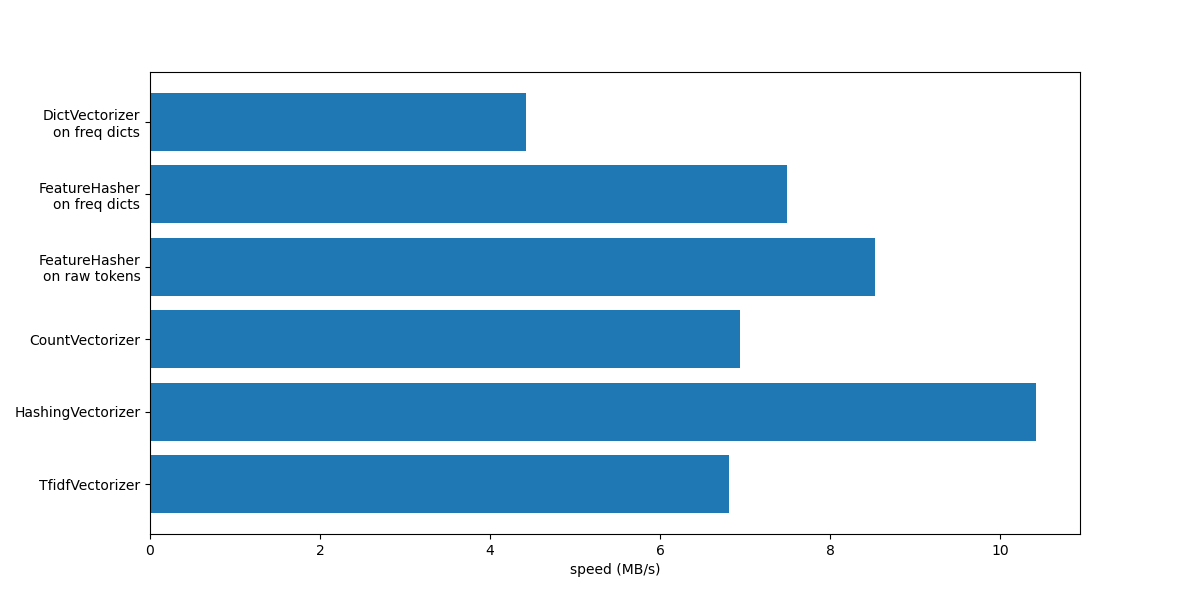 DictVectorizer
on freq dicts
FeatureHasher
on freq dicts
FeatureHasher
on raw tokens
CountVectorizer
HashingVectorizer
TfidfVectorizer
0 2 4 6 8 10
speed (MB/s)